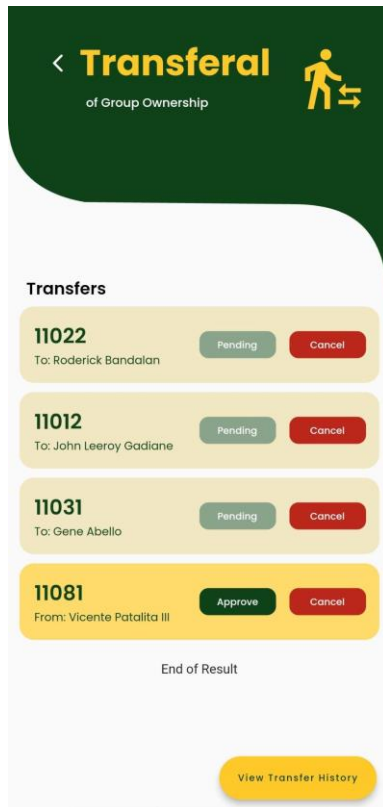 Transferal
of Group Ownership
Transfers
11022
To: Roderick Bandalan
Pending
Cancel
11012
To: John Leeroy Gadiane
Pending
Cancel
11031
To: Gene Abello
Pending
Cancel
11081
From: Vicente Patalita III
Approve
Cancel
End of Result
View Transfer History